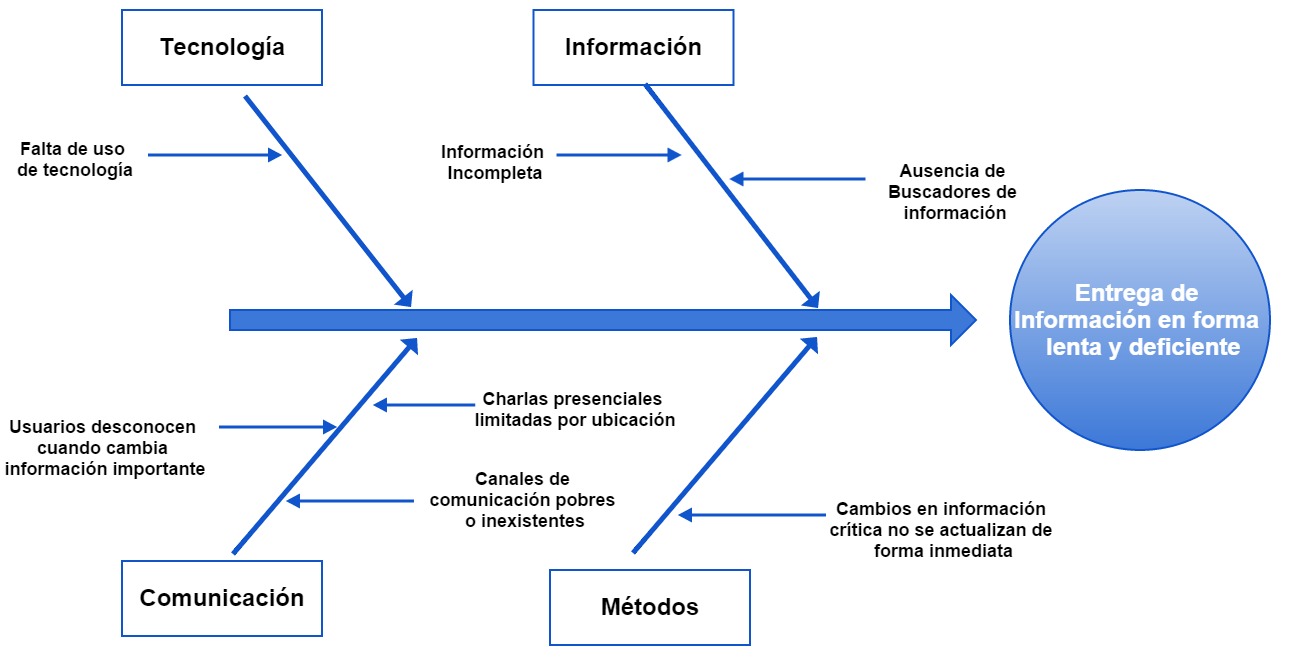 Tecnología
Información
Falta de uso
de tecnología
Información
Incompleta
Ausencia de
Buscadores de
información
Entrega de
Información en forma
lenta y deficiente
Charlas presenciales
limitadas por ubicación
Usuarios desconocen
cuando cambia
información importante
Canales de
comunicación pobres
o inexistentes
Cambios en información
crítica no se actualizan de
forma inmediata
Comunicación
Métodos